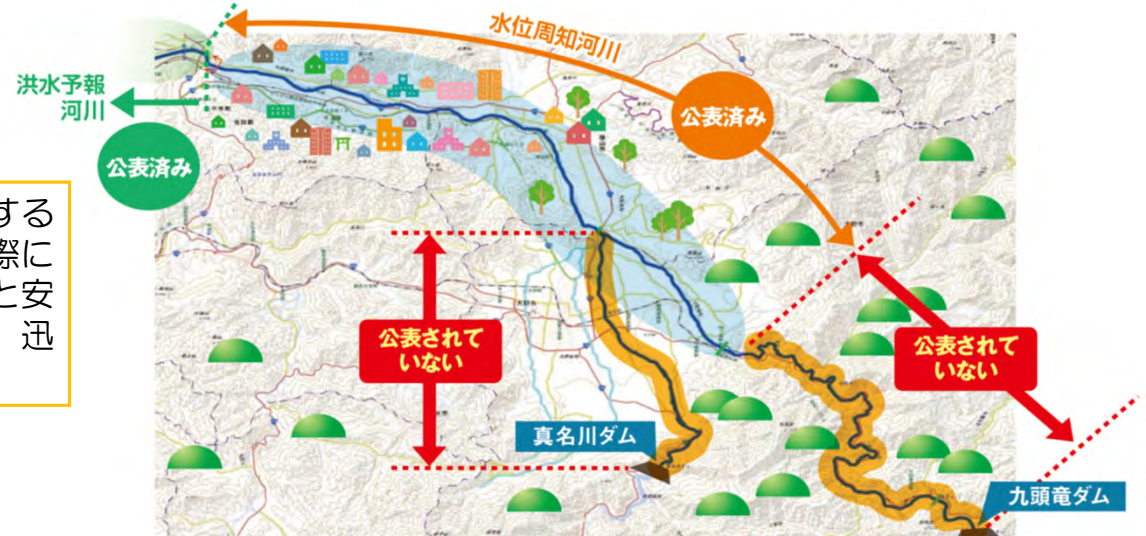 水位周知河川
洪水予報
河川
公表済み
公表済み
する
際に
と安
迅
公表されて
いない
公表されて
いない
真名川ダム
九頭竜ダム